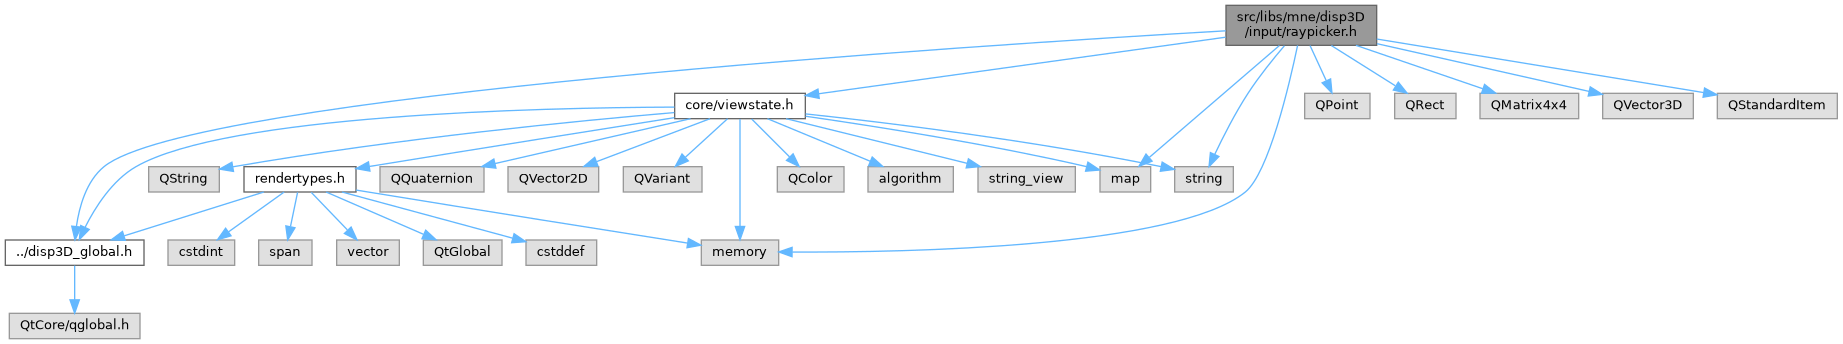 src/libs/mne/disp3D
/input/raypicker.h
core/viewstate.h
QPoint
QRect
QMatrix4x4
QVector3D
QStandardItem
QString
rendertypes.h
QQuaternion
QVector2D
QVariant
QColor
algorithm
string_view
map
string
../disp3D_global.h
cstdint
span
vector
QtGlobal
cstddef
memory
QtCore/qglobal.h